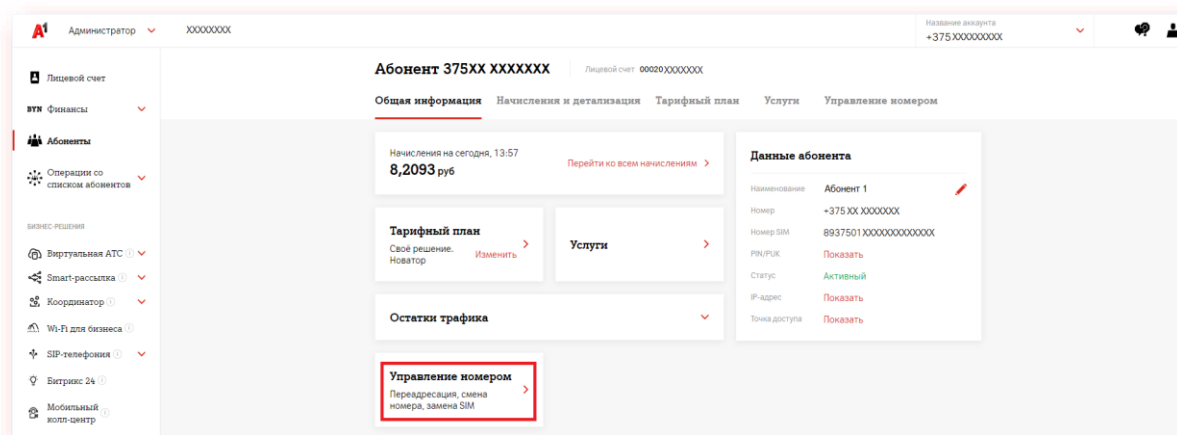 A1 Администратор XXXXXXXX
Название аккаунта
+375 XXXXXXXXX
Лицевой счет
BYN Финансы
Абоненты
Операции со
списком абонентов
БИЗНЕС-РЕШЕНИЯ
Виртуальная АТС
Smart-рассылка
Координатор
Wi-Fi для бизнеса
SIP-телефония
Битрикс 24
Мобильный
колл-центр
Абонент 375XX XXXXXXX
Лицевой счет 00020XXXXXXX
Общая информация Начисления и детализация Тарифный план Услуги Управление номером
Начисления на сегодня, 13:57
8,2093 руб
Перейти ко всем начислениям
Тарифный план
Своё решение.
Новатор
Изменить
Услуги
Остатки трафика
Управление номером
Переадресация, смена
номера, замена SIM
Данные абонента
Наименование Абонент 1
Номер +375 XX XXXXXXX
Номер SIM 8937501XXXXXXXXXXXXX
PIN/PUK Показать
Статус Активный
IP-адрес Показать
Точка доступа Показать